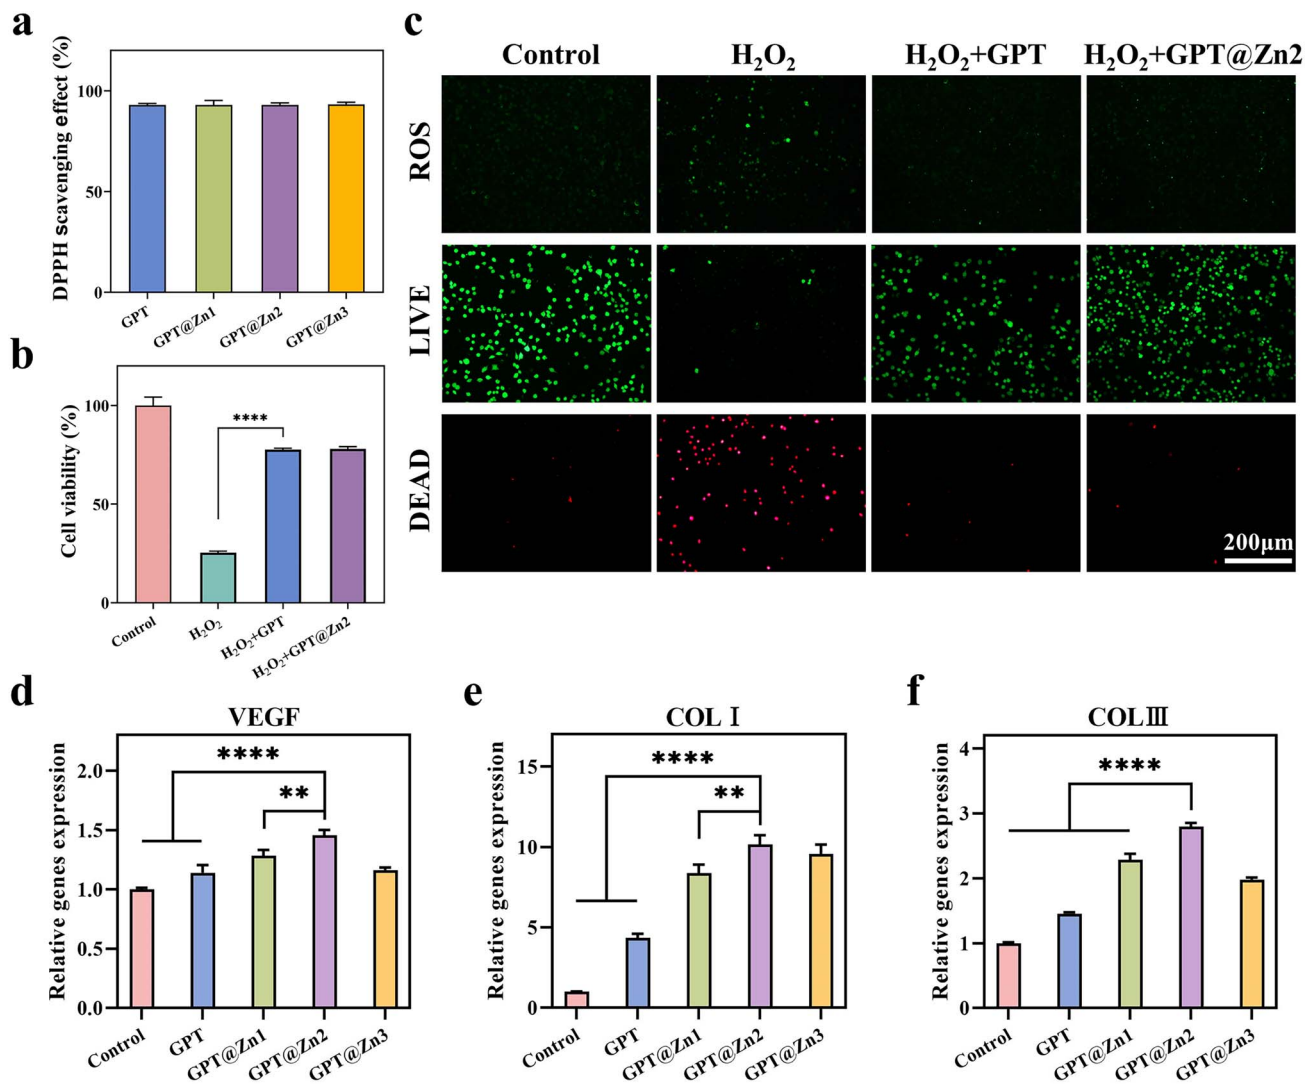 a
DPPH scavenging effect (%)
100
50
0
GPT
GPT@Zn1
GPT@Zn2
GPT@Zn3
b
Cell viability (%)
100
50
0
****
Control
H₂O₂
H₂O₂+GPT
H₂O₂+GPT@Zn2
c
Control
H₂O₂
H₂O₂+GPT
H₂O₂+GPT@Zn2
ROS
LIVE
DEAD
200μm
d
VEGF
Relative genes expression
2.0
1.5
1.0
0.5
0.0
****
**
Control
GPT
GPT@Zn1
GPT@Zn2
GPT@Zn3
e
COL Ⅰ
Relative genes expression
15
10
5
0
****
**
Control
GPT
GPT@Zn1
GPT@Zn2
GPT@Zn3
f
COLⅢ
Relative genes expression
4
3
2
1
0
****
Control
GPT
GPT@Zn1
GPT@Zn2
GPT@Zn3